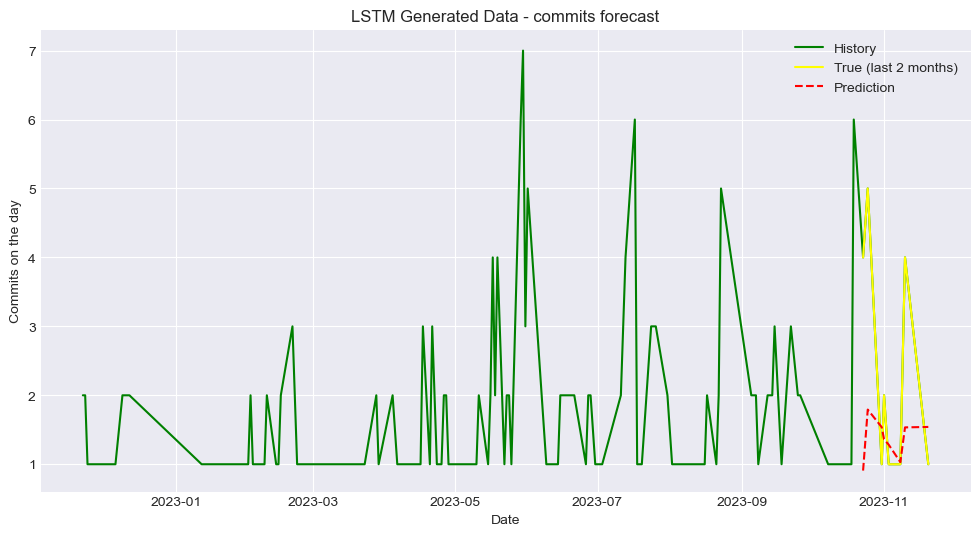 LSTM Generated Data - commits forecast
History
True (last 2 months)
Prediction
Commits on the day
7
6
5
4
3
2
1
2023-01
2023-03
2023-05
2023-07
2023-09
2023-11
Date